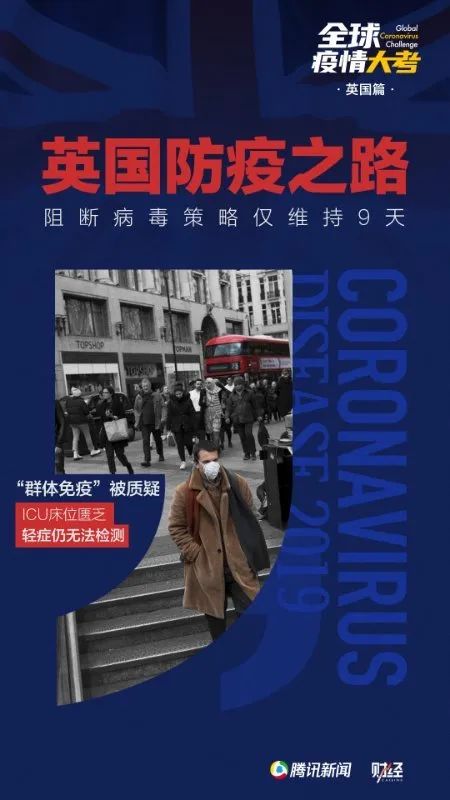 全球
疫情大考
Global
Coronavirus
Challenge
·英国篇·
英国防疫之路
阻断病毒策略仅维持9天
CORONAVIRUS
DISEASE 2019
TOPSHOP
TOPMAN
“群体免疫”被质疑
ICU床位匮乏
轻症仍无法检测
腾讯新闻
财经